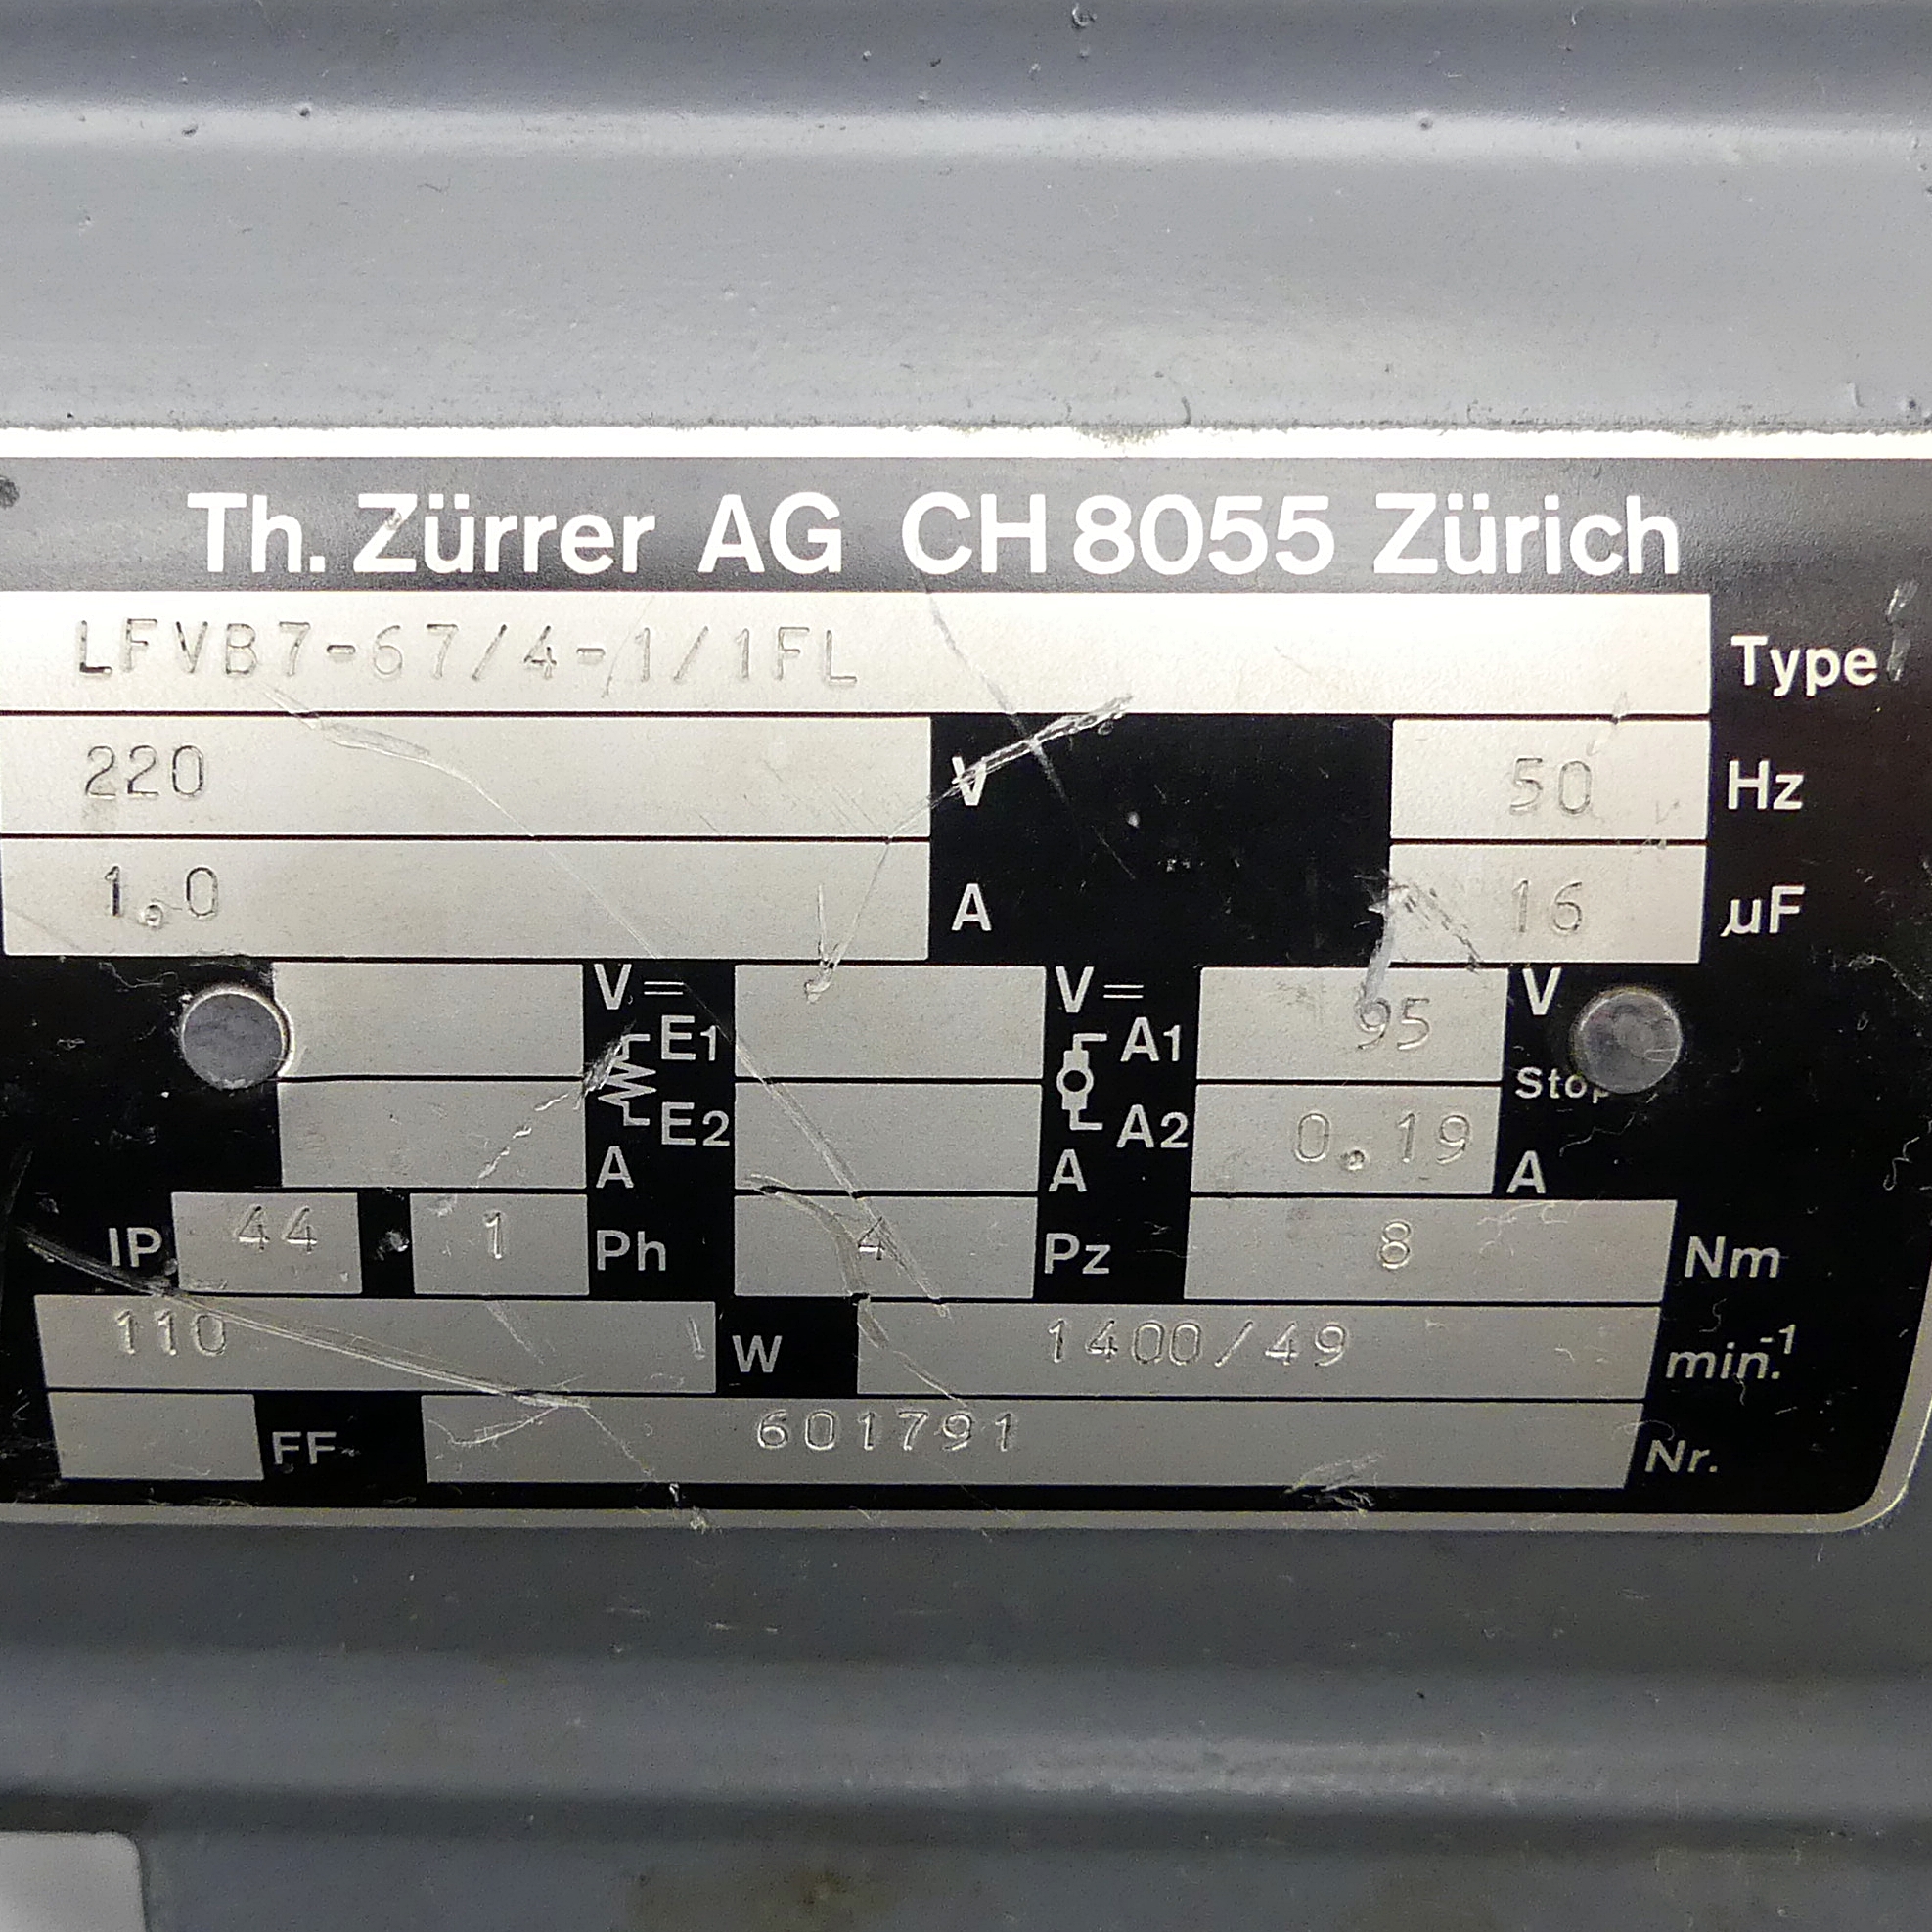 Th. Zürrer AG CH 8055 Zürich
LFVB7-67/4-1/1FL Type
220 V 50 Hz
1.0 A 16 µF
V= V= 95 V
E1 A1 Stop
E2 A2
A A 0.19 A
IP 44 1 Ph 4 Pz 8 Nm
110 W 1400/49 min.-1
FF 601791 Nr.